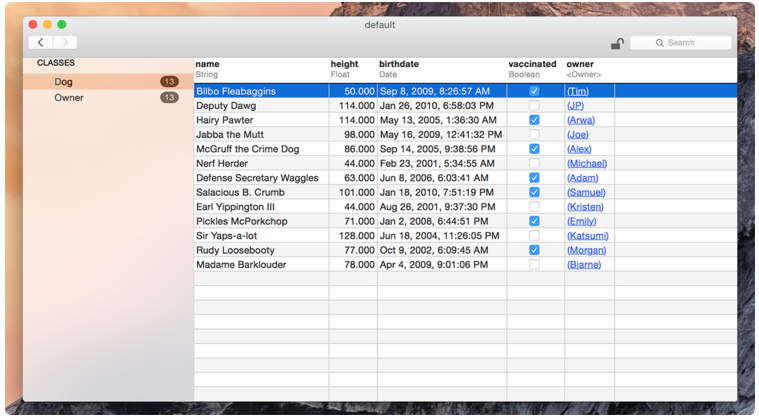 default
Search
CLASSES
Dog 13
Owner 13
name height birthdate vaccinated owner
String Float Date Boolean <Owner>
Bilbo Fleabaggins 50.000 Sep 8, 2009, 8:26:57 AM (Tim)
Deputy Dawg 114.000 Jan 26, 2010, 6:58:03 PM (JP)
Hairy Pawter 114.000 May 13, 2005, 1:36:30 AM (Arwa)
Jabba the Mutt 98.000 May 16, 2009, 12:41:32 PM (Joe)
McGruff the Crime Dog 86.000 Sep 14, 2005, 9:38:56 PM (Alex)
Nerf Herder 44.000 Feb 23, 2001, 5:34:55 AM (Michael)
Defense Secretary Waggles 63.000 Jun 8, 2006, 6:03:41 AM (Adam)
Salacious B. Crumb 101.000 Jan 18, 2010, 7:51:19 PM (Samuel)
Earl Yippington III 44.000 Aug 26, 2001, 9:37:30 PM (Kristen)
Pickles McPorkchop 71.000 Jan 2, 2008, 6:44:51 PM (Emily)
Sir Yaps-a-lot 128.000 Jun 18, 2004, 11:26:05 PM (Katsumi)
Rudy Loosebooty 77.000 Oct 9, 2002, 6:09:45 AM (Morgan)
Madame Barklouder 78.000 Apr 4, 2009, 9:01:06 PM (Bjarne)